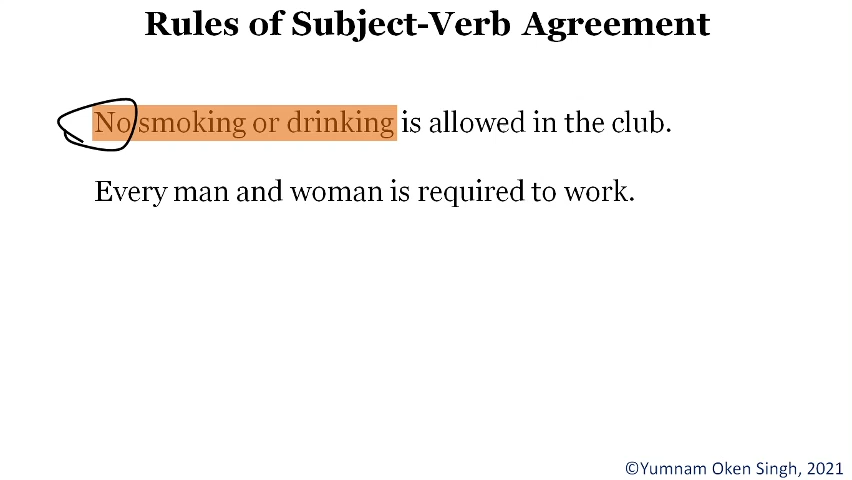 Rules of Subject-Verb Agreement
No smoking or drinking is allowed in the club.
Every man and woman is required to work.
©Yumnam Oken Singh, 2021